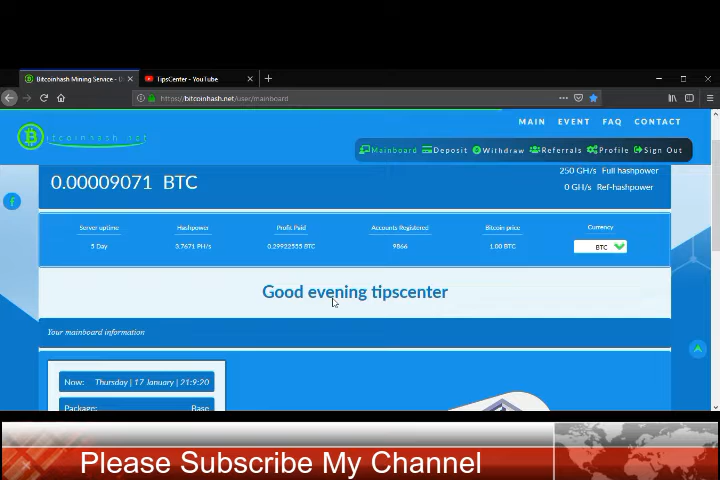 Bitcoinhash Mining Service - D
TipsCenter - YouTube
https://bitcoinhash.net/user/mainboard
MAIN EVENT FAQ CONTACT
Bitcoinhash.net
Mainboard Deposit Withdraw Referrals Profile Sign Out
0.00009071 BTC
250 GH/s Full hashpower
0 GH/s Ref-hashpower
Server uptime Hashpower Profit Paid Accounts Registered Bitcoin price Currency
5 Day 3.7671 PH/s 0.29922555 BTC 9866 1.00 BTC BTC
Good evening tipscenter
Your mainboard information
Now: Thursday | 17 January | 21:9:20
Package: Base
Please Subscribe My Channel